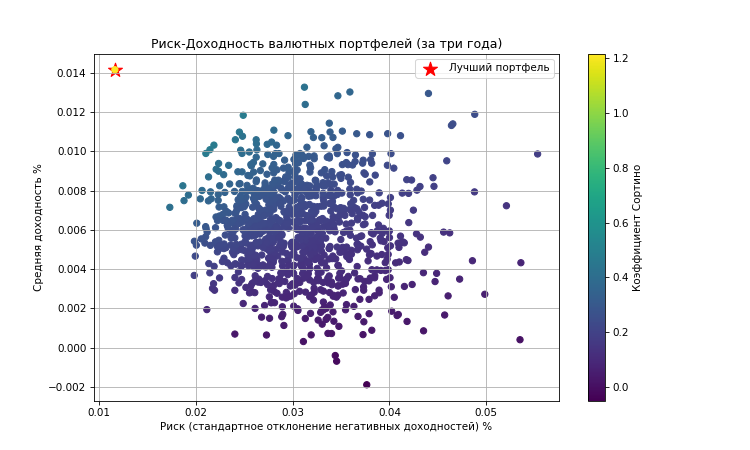 Риск-Доходность валютных портфелей (за три года)
Лучший портфель
Средняя доходность %
0.014
0.012
0.010
0.008
0.006
0.004
0.002
0.000
−0.002
0.01 0.02 0.03 0.04 0.05
Риск (стандартное отклонение негативных доходностей) %
1.2
1.0
0.8
0.6
0.4
0.2
0.0
Коэффициент Сортино